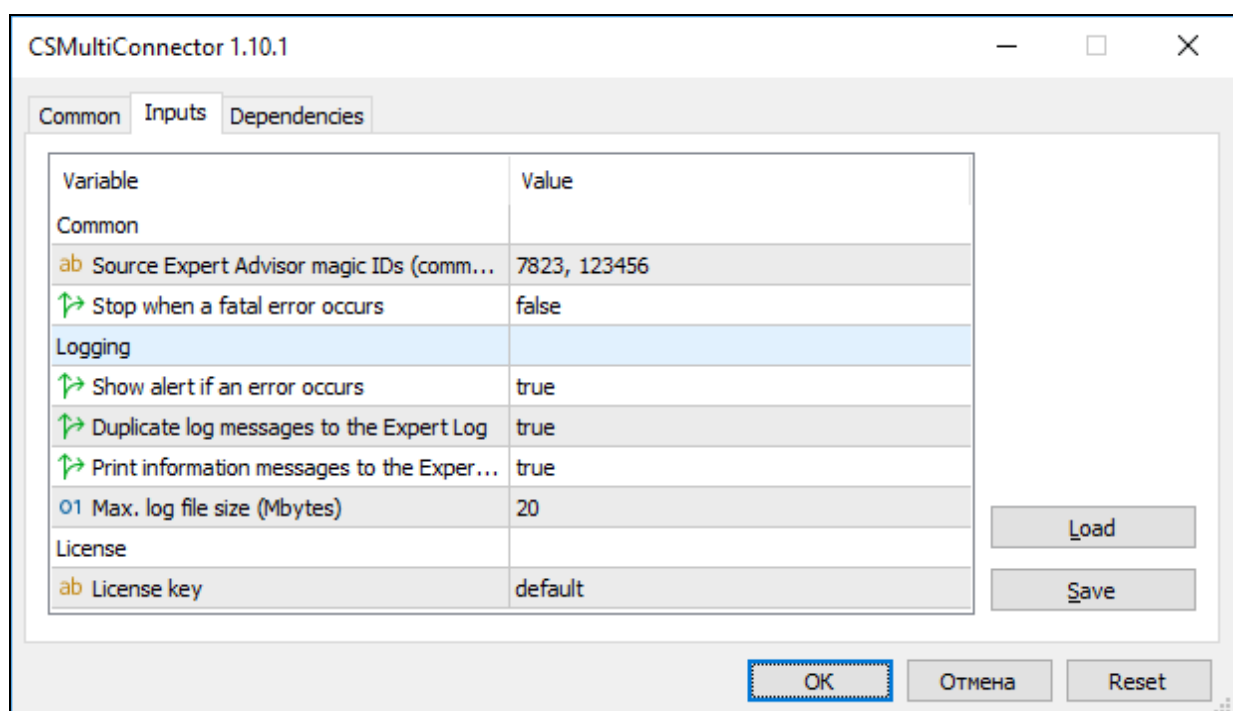 CSMultiConnector 1.10.1
Common Inputs Dependencies
Variable Value
Common
ab Source Expert Advisor magic IDs (comm... 7823, 123456
Stop when a fatal error occurs false
Logging
Show alert if an error occurs true
Duplicate log messages to the Expert Log true
Print information messages to the Exper... true
01 Max. log file size (Mbytes) 20
Load
License
ab License key default
Save
OK Отмена Reset